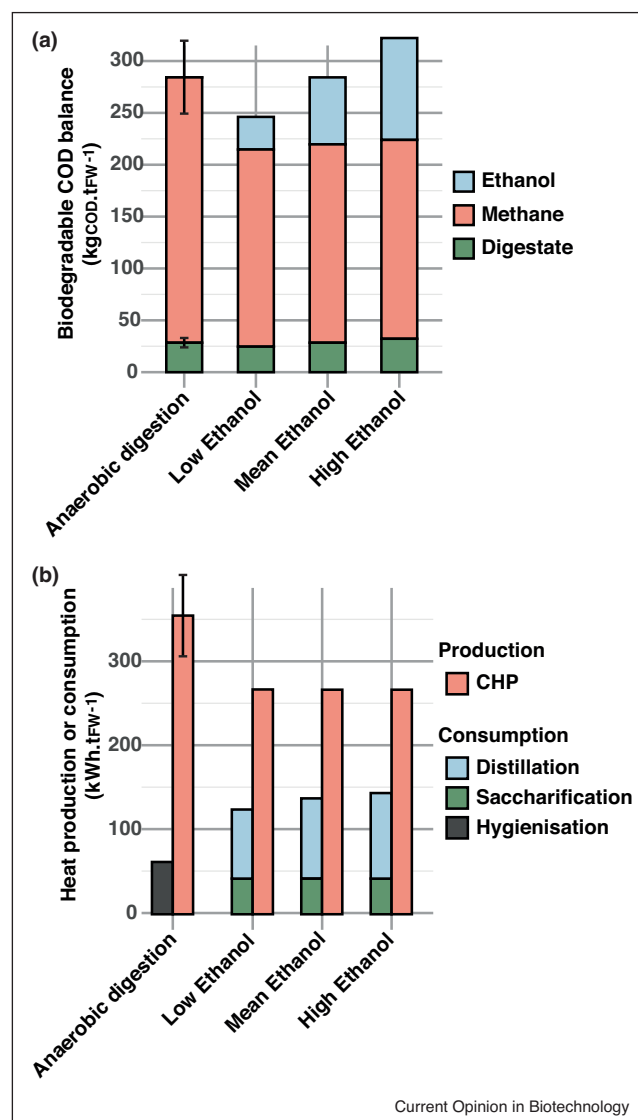 (a)
300
250
200
150
100
50
0
Biodegradable COD balance
(kgCOD.tFW-1)
Ethanol
Methane
Digestate
Anaerobic digestion
Low Ethanol
Mean Ethanol
High Ethanol
(b)
300
200
100
0
Heat production or consumption
(kWh.tFW-1)
Production
CHP
Consumption
Distillation
Saccharification
Hygienisation
Anaerobic digestion
Low Ethanol
Mean Ethanol
High Ethanol
Current Opinion in Biotechnology